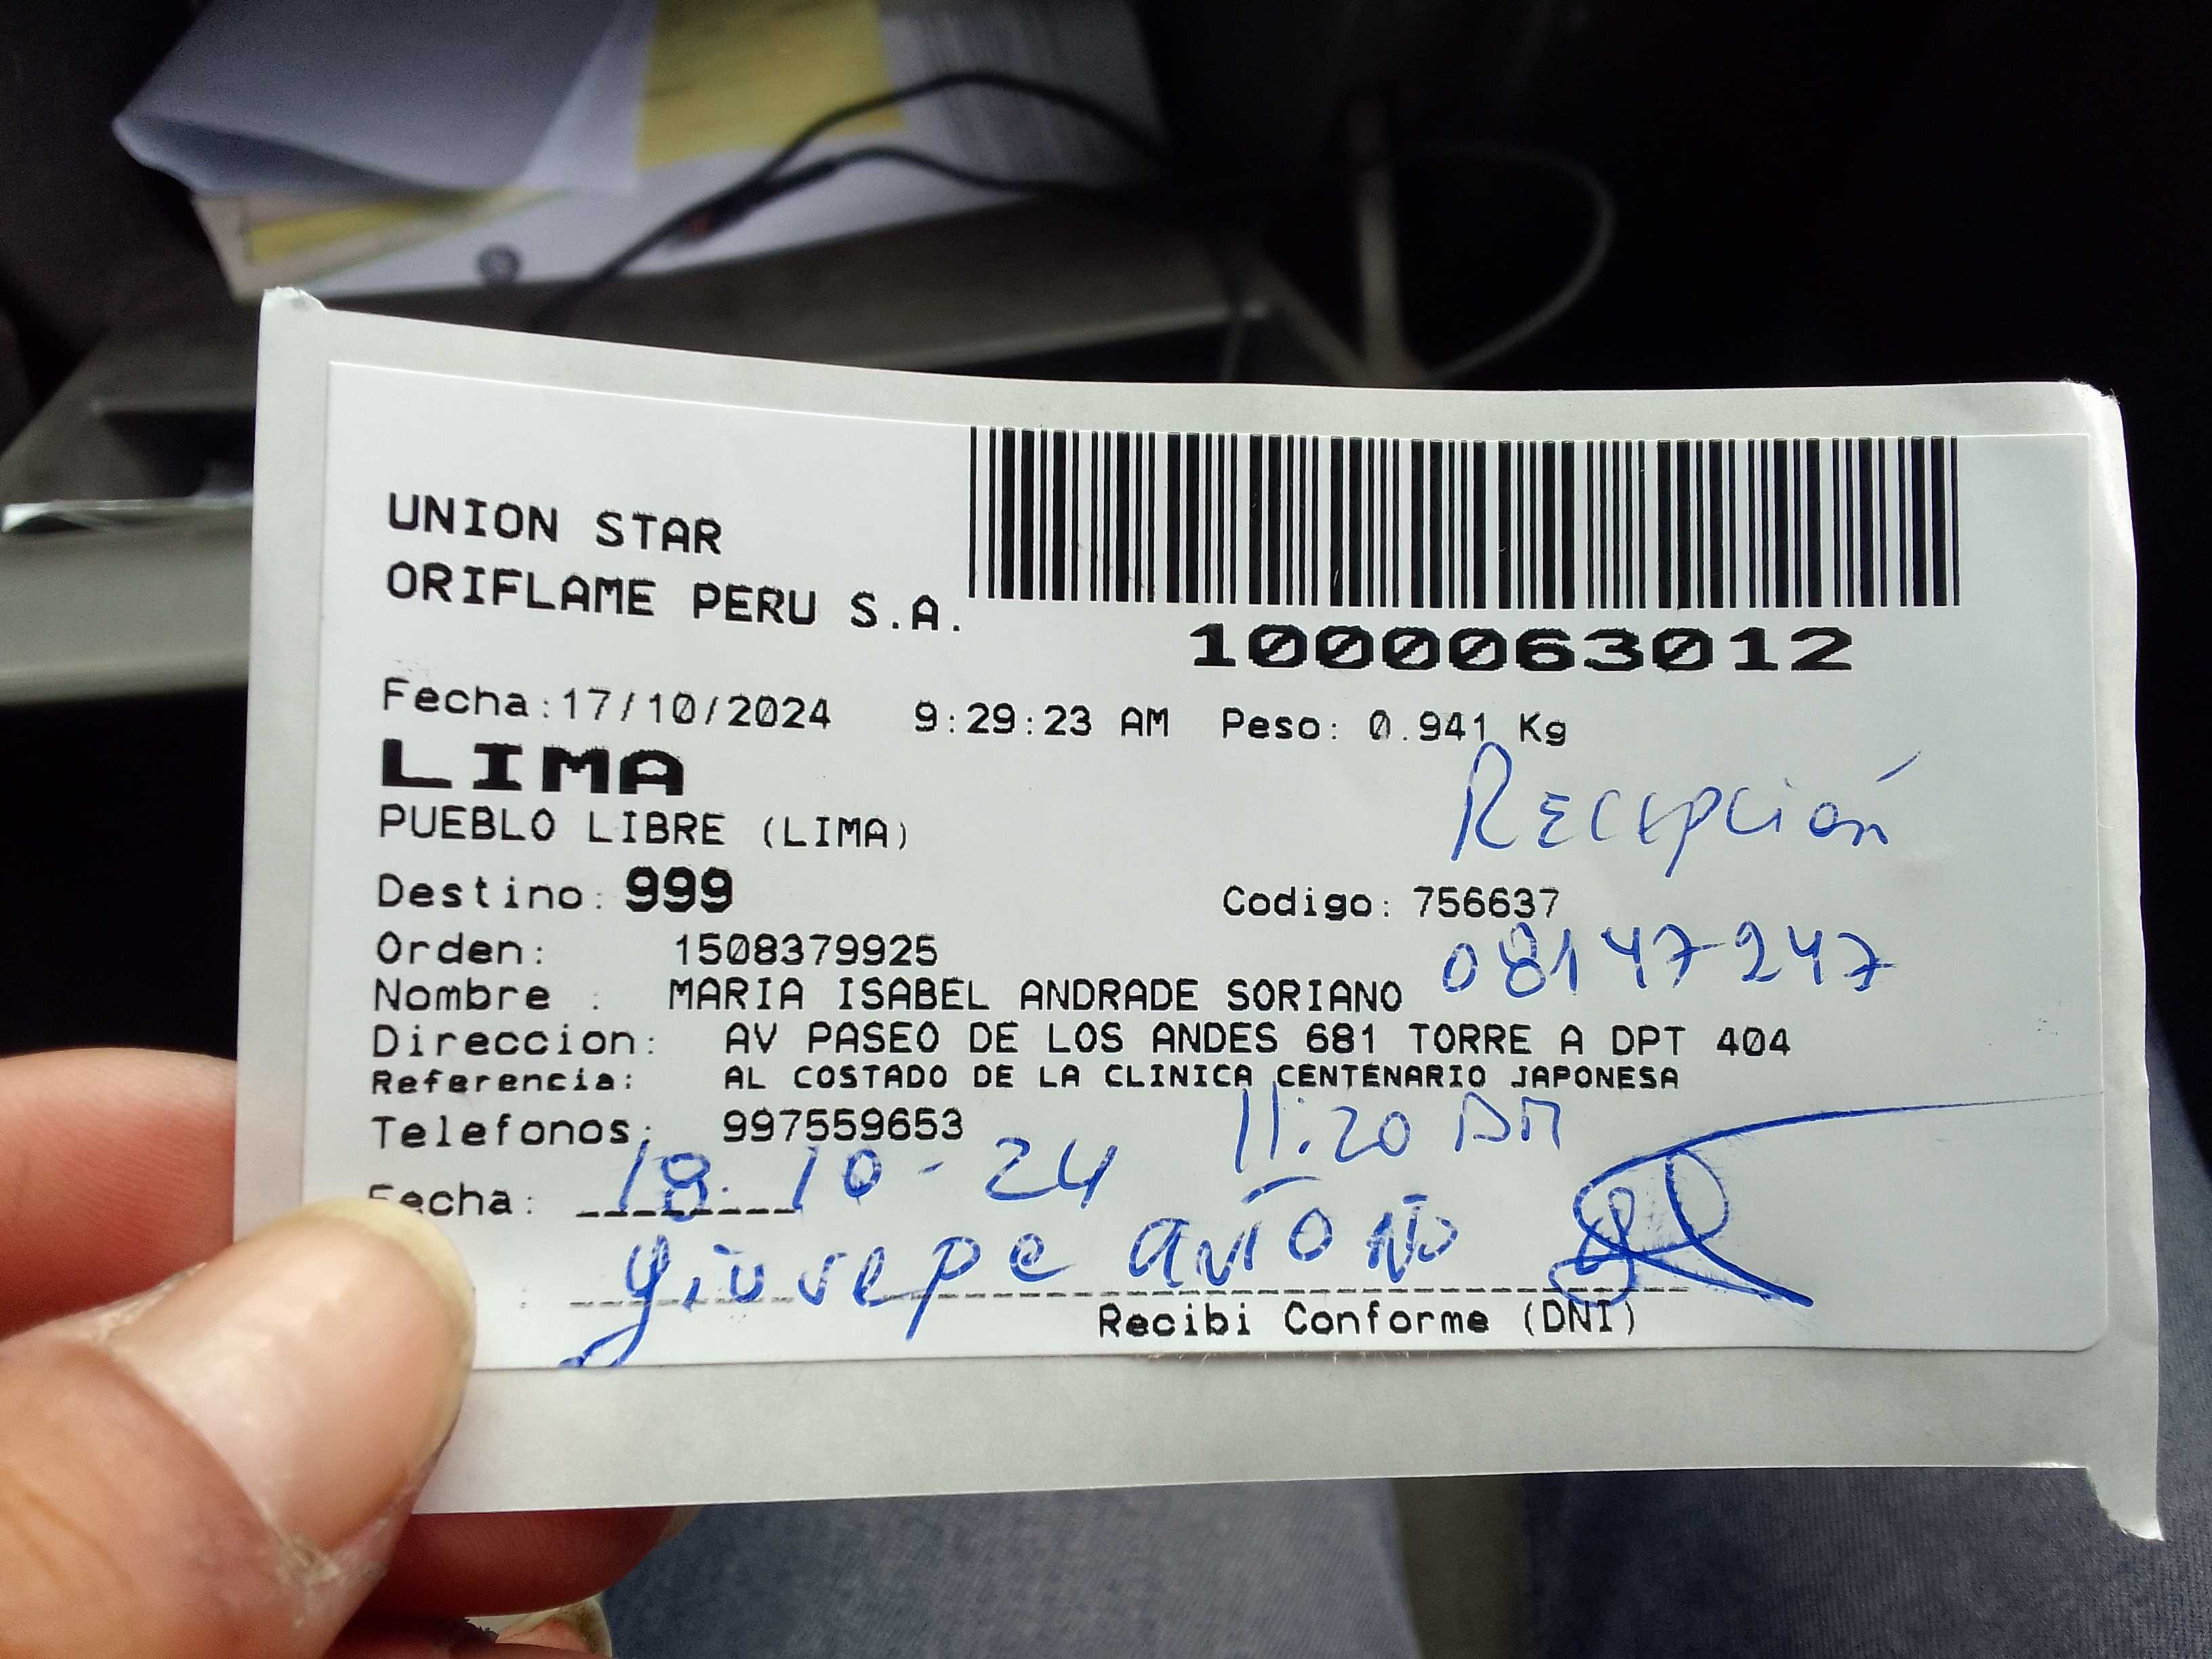 UNION STAR
ORIFLAME PERU S.A.
1000063012
Fecha:17/10/2024 9:29:23 AM Peso: 0.941 Kg
LIMA
Recepción
PUEBLO LIBRE (LIMA)
Destino: 999 Codigo: 756637
Orden: 1508379925
08147247
Nombre : MARIA ISABEL ANDRADE SORIANO
Direccion: AV PASEO DE LOS ANDES 681 TORRE A DPT 404
Referencia: AL COSTADO DE LA CLINICA CENTENARIO JAPONESA
Telefonos: 997559653
11:20 AM
Fecha: 18-10-24
Recibi Conforme (DNI)